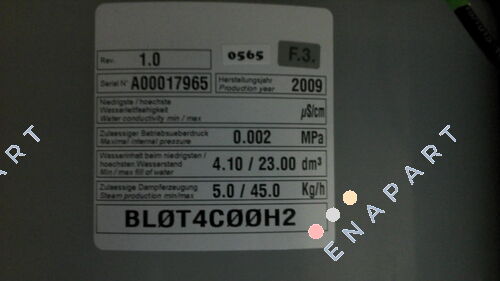 Rev. 1.0 0565 F.3.
Serial N° A00017965 Herstellungsjahr
Production year 2009
Niedrigste / hoechste
Wasserleitfaehigkeit
Water conductivity min / max µS/cm
Zulaessiger Betriebsueberdruck
Maximal internal pressure 0.002 MPa
Wasserinhalt beim niedrigsten /
hoechsten Wasserstand
Min / max fill of water 4.10 / 23.00 dm³
Zulaessige Dampferzeugung
Steam production min/max 5.0 / 45.0 Kg/h
BLØT4CØØH2
ENAPART
PART